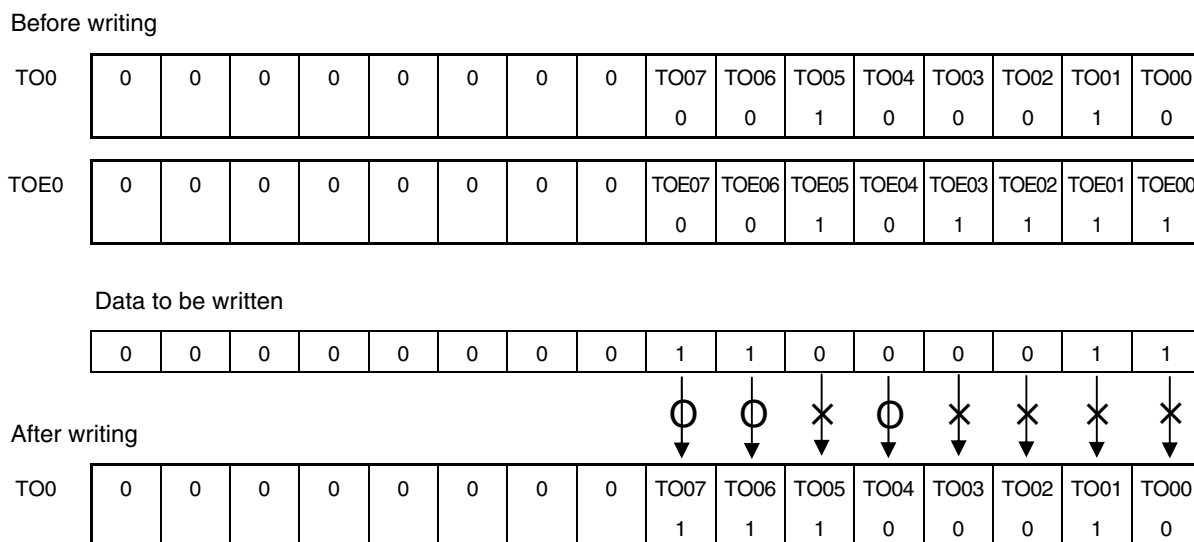 Before writing
TO0 0 0 0 0 0 0 0 0 TO07 TO06 TO05 TO04 TO03 TO02 TO01 TO00
0 0 1 0 0 0 1 0
TOE0 0 0 0 0 0 0 0 0 TOE07 TOE06 TOE05 TOE04 TOE03 TOE02 TOE01 TOE00
0 0 1 0 1 1 1 1
Data to be written
0 0 0 0 0 0 0 0 1 1 0 0 0 0 1 1
O O × O × × × ×
After writing
TO0 0 0 0 0 0 0 0 0 TO07 TO06 TO05 TO04 TO03 TO02 TO01 TO00
1 1 1 0 0 0 1 0